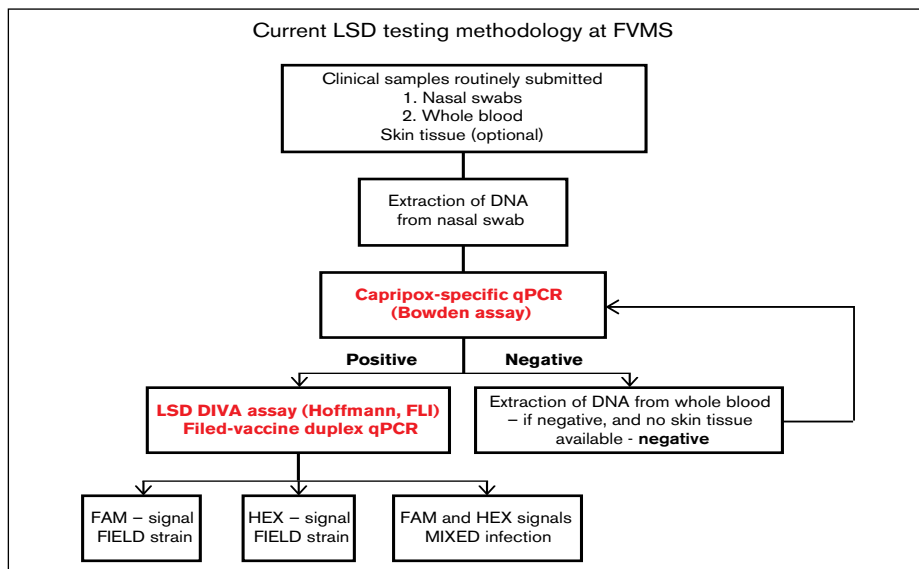 Current LSD testing methodology at FVMS
Clinical samples routinely submitted
1. Nasal swabs
2. Whole blood
Skin tissue (optional)
Extraction of DNA
from nasal swab
Capripox-specific qPCR
(Bowden assay)
Positive
Negative
LSD DIVA assay (Hoffmann, FLI)
Filed-vaccine duplex qPCR
Extraction of DNA from whole blood
– if negative, and no skin tissue
available - negative
FAM – signal
FIELD strain
HEX – signal
FIELD strain
FAM and HEX signals
MIXED infection